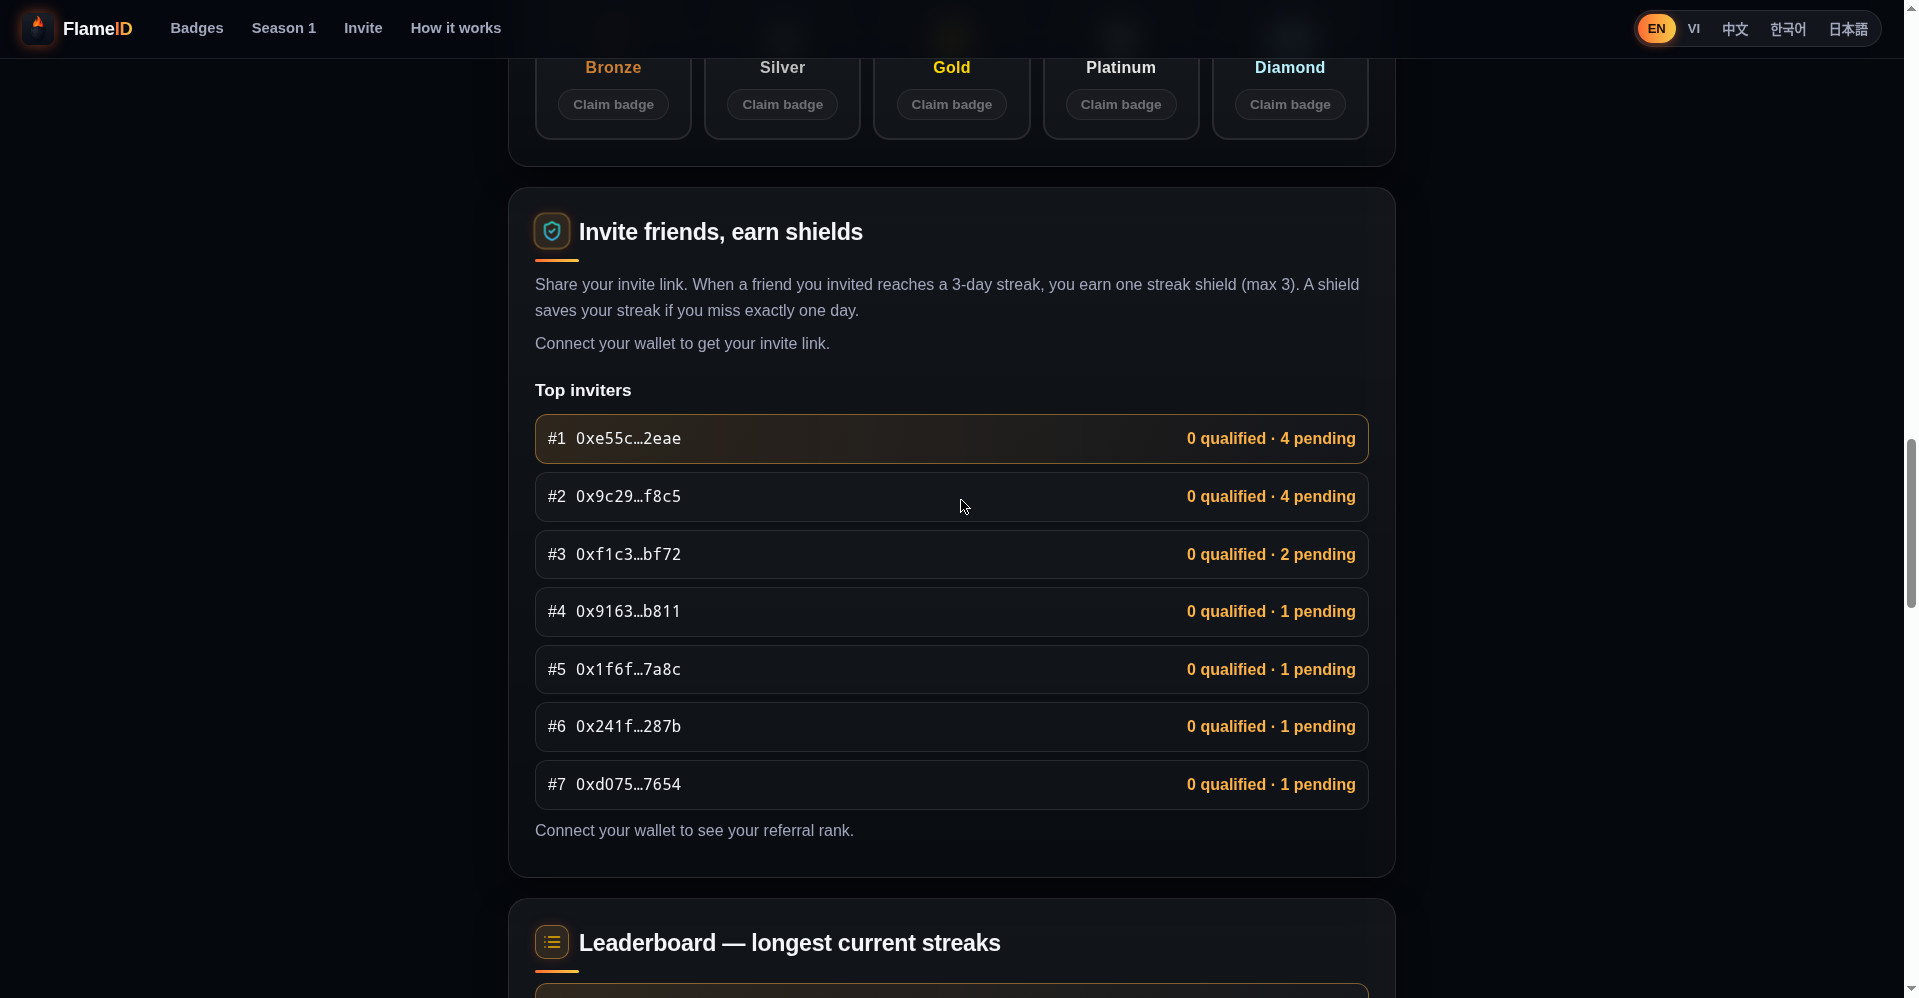 FlameID
Badges
Season 1
Invite
How it works
EN
VI
中文
한국어
日本語
Bronze
Silver
Gold
Platinum
Diamond
Claim badge
Claim badge
Claim badge
Claim badge
Claim badge
Invite friends, earn shields
Share your invite link. When a friend you invited reaches a 3-day streak, you earn one streak shield (max 3). A shield
saves your streak if you miss exactly one day.
Connect your wallet to get your invite link.
Top inviters
#1 0xe55c…2eae 0 qualified · 4 pending
#2 0x9c29…f8c5 0 qualified · 4 pending
#3 0xf1c3…bf72 0 qualified · 2 pending
#4 0x9163…b811 0 qualified · 1 pending
#5 0x1f6f…7a8c 0 qualified · 1 pending
#6 0x241f…287b 0 qualified · 1 pending
#7 0xd075…7654 0 qualified · 1 pending
Connect your wallet to see your referral rank.
Leaderboard — longest current streaks